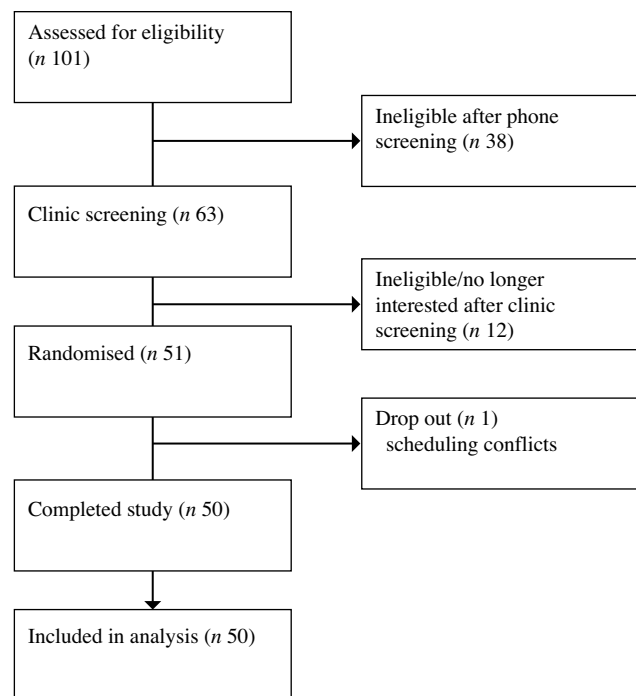 Assessed for eligibility
(n 101)
Ineligible after phone
screening (n 38)
Clinic screening (n 63)
Ineligible/no longer
interested after clinic
screening (n 12)
Randomised (n 51)
Drop out (n 1)
scheduling conflicts
Completed study (n 50)
Included in analysis (n 50)